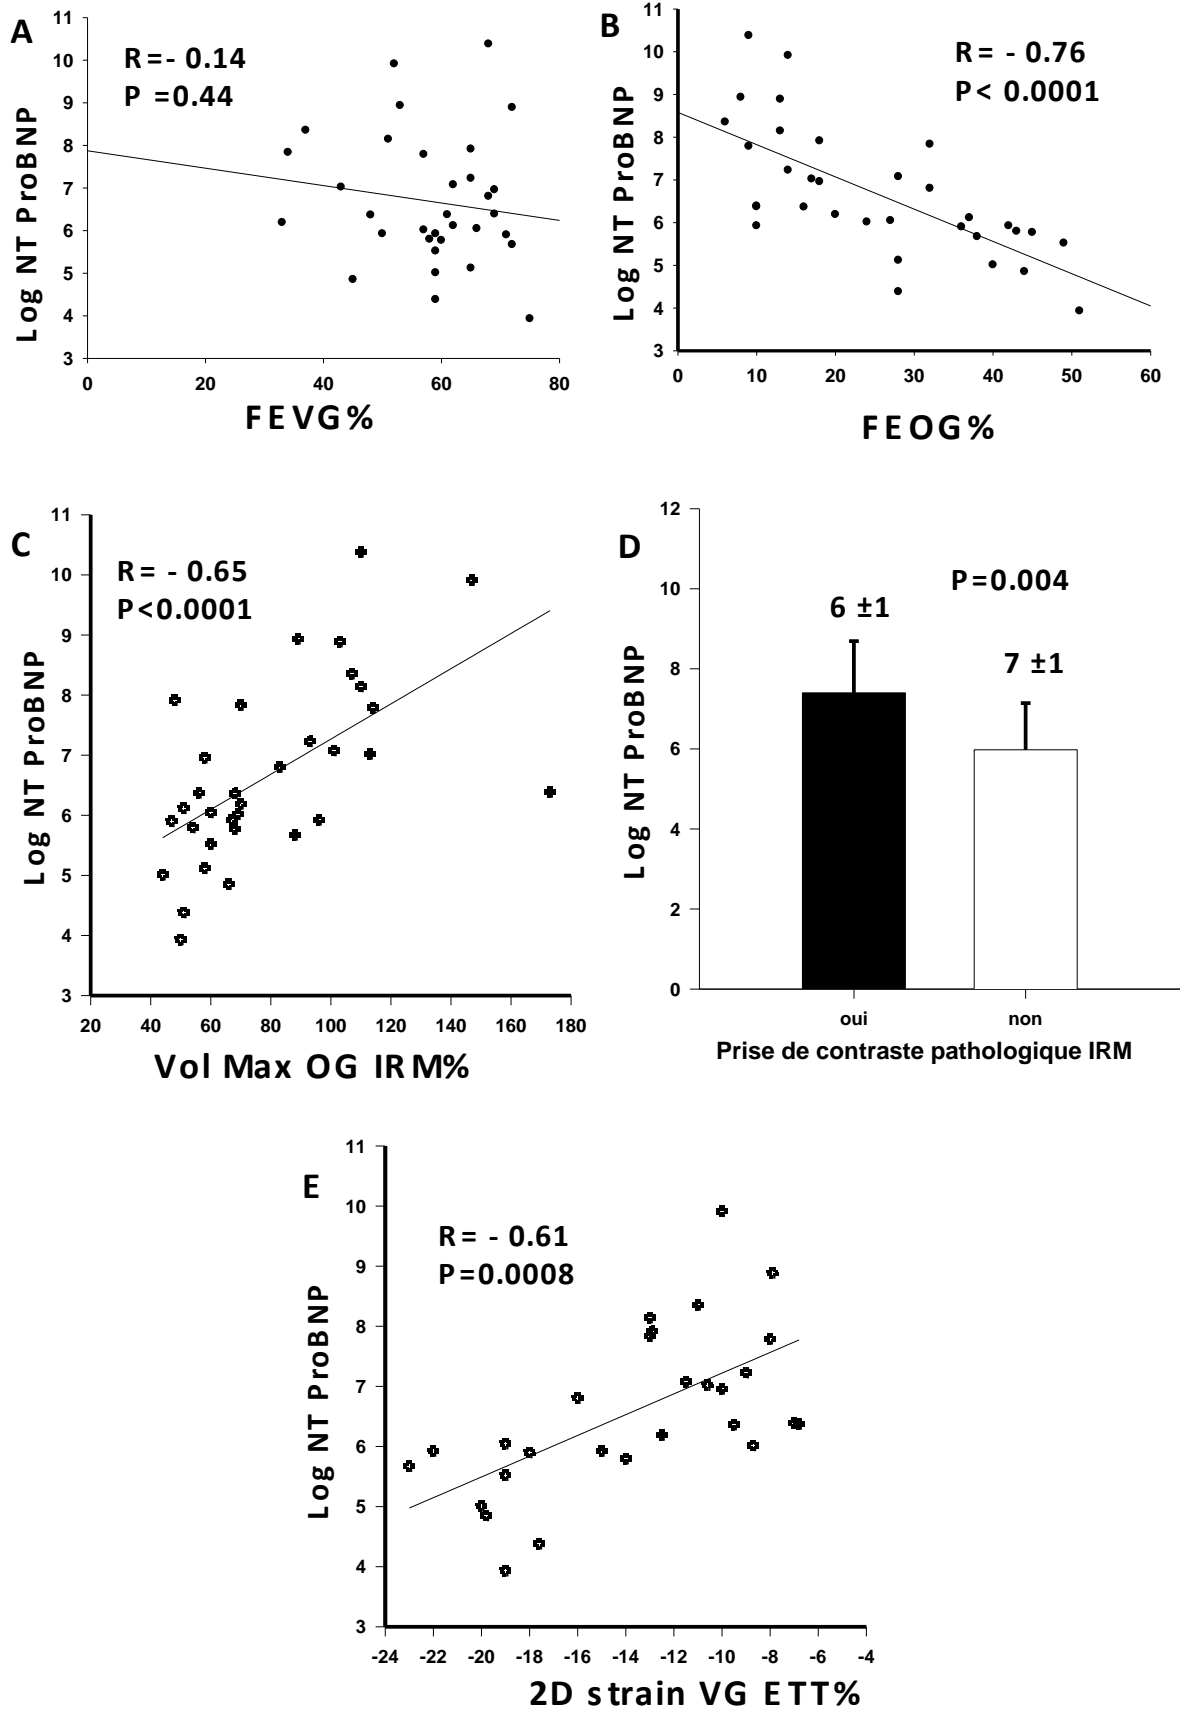 A
R=- 0.14
P =0.44
Log NT ProBNP
11
10
9
8
7
6
5
4
3
0 20 40 60 80
FEVG%
B
R= - 0.76
P< 0.0001
Log NT ProBNP
11
10
9
8
7
6
5
4
3
0 10 20 30 40 50 60
FEOG%
C
R= - 0.65
P<0.0001
Log NT ProBNP
11
10
9
8
7
6
5
4
3
20 40 60 80 100 120 140 160 180
Vol Max OG IRM%
D
P=0.004
6 ±1
7 ±1
Log NT ProBNP
12
10
8
6
4
2
0
oui non
Prise de contraste pathologique IRM
E
R= - 0.61
P=0.0008
Log NT ProBNP
11
10
9
8
7
6
5
4
3
-24 -22 -20 -18 -16 -14 -12 -10 -8 -6 -4
2D strain VG ETT%